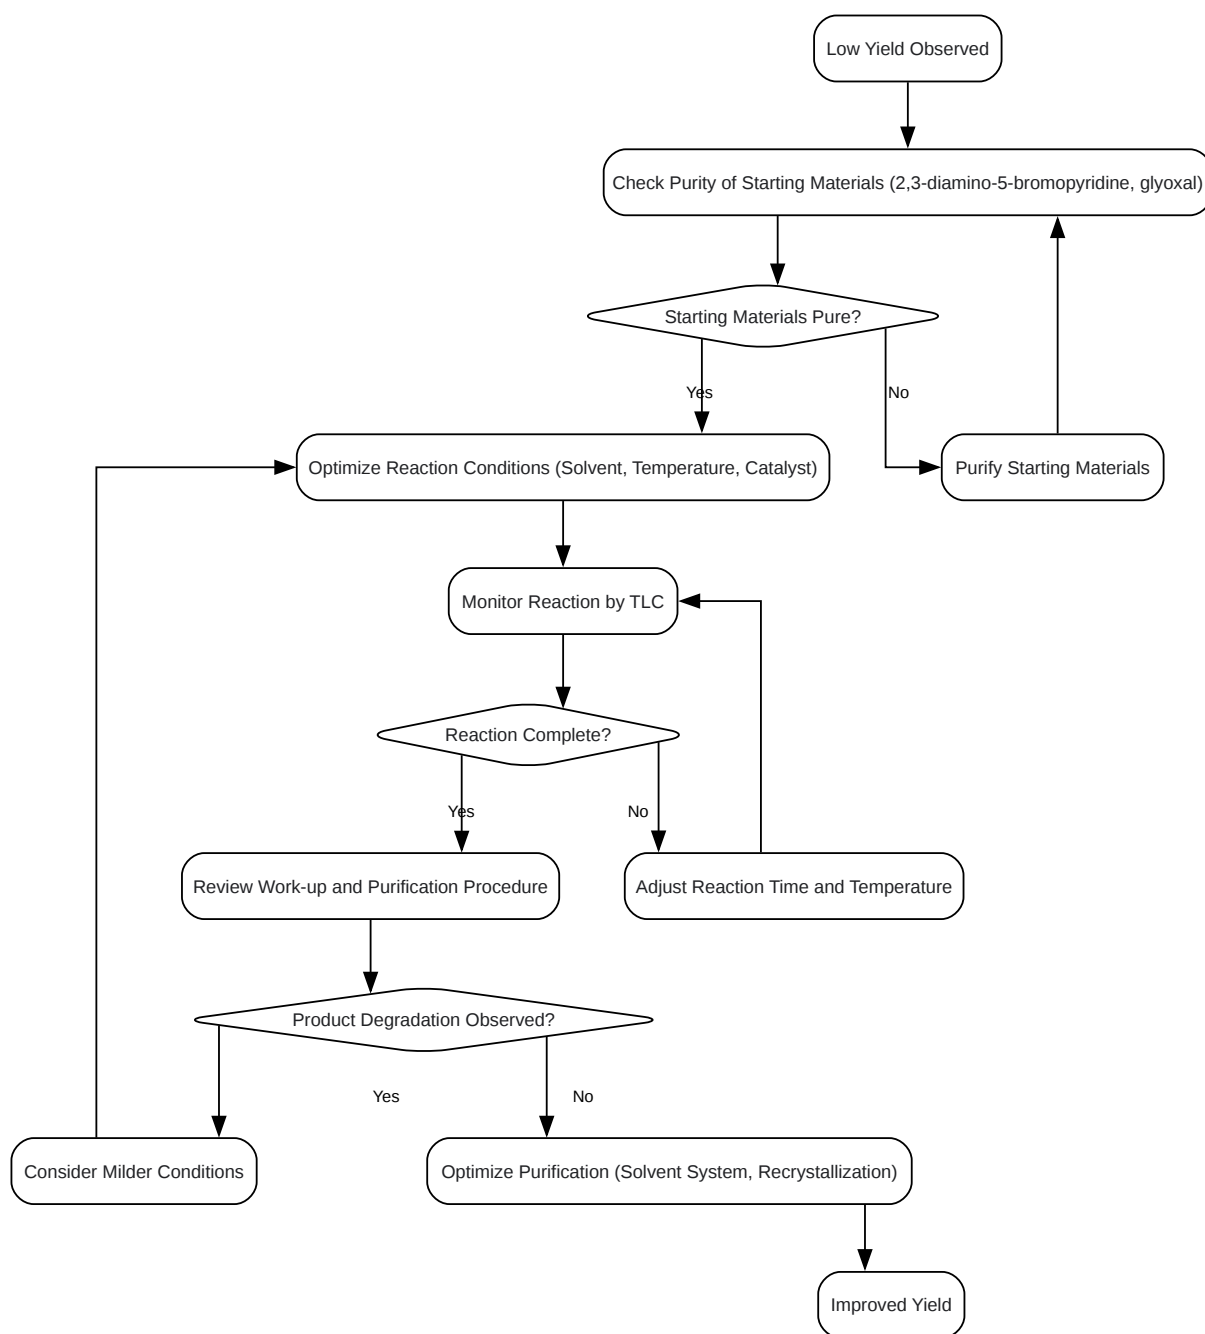 Low Yield Observed
Check Purity of Starting Materials (2,3-diamino-5-bromopyridine, glyoxal)
Starting Materials Pure?
Yes
No
Optimize Reaction Conditions (Solvent, Temperature, Catalyst)
Purify Starting Materials
Monitor Reaction by TLC
Reaction Complete?
Yes
No
Review Work-up and Purification Procedure
Adjust Reaction Time and Temperature
Product Degradation Observed?
Yes
No
Consider Milder Conditions
Optimize Purification (Solvent System, Recrystallization)
Improved Yield